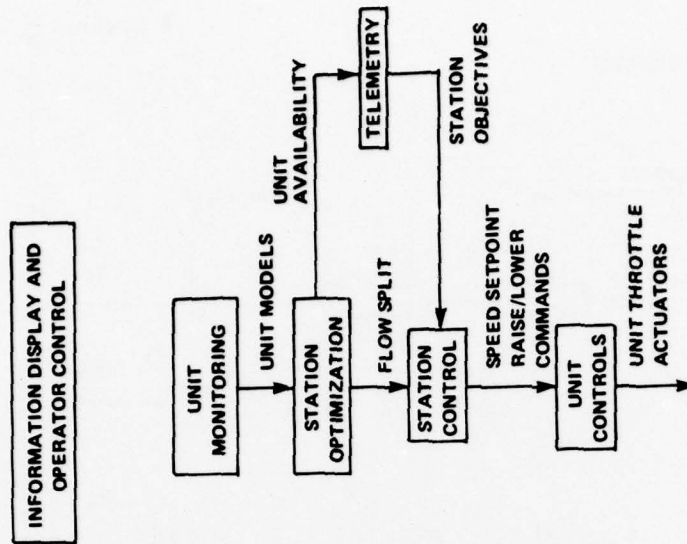 INFORMATION DISPLAY AND
OPERATOR CONTROL
UNIT
MONITORING
UNIT MODELS
STATION
OPTIMIZATION
UNIT
AVAILABILITY
TELEMETRY
FLOW SPLIT
STATION
OBJECTIVES
STATION
CONTROL
SPEED SETPOINT
RAISE/LOWER
COMMANDS
UNIT
CONTROLS
UNIT THROTTLE
ACTUATORS